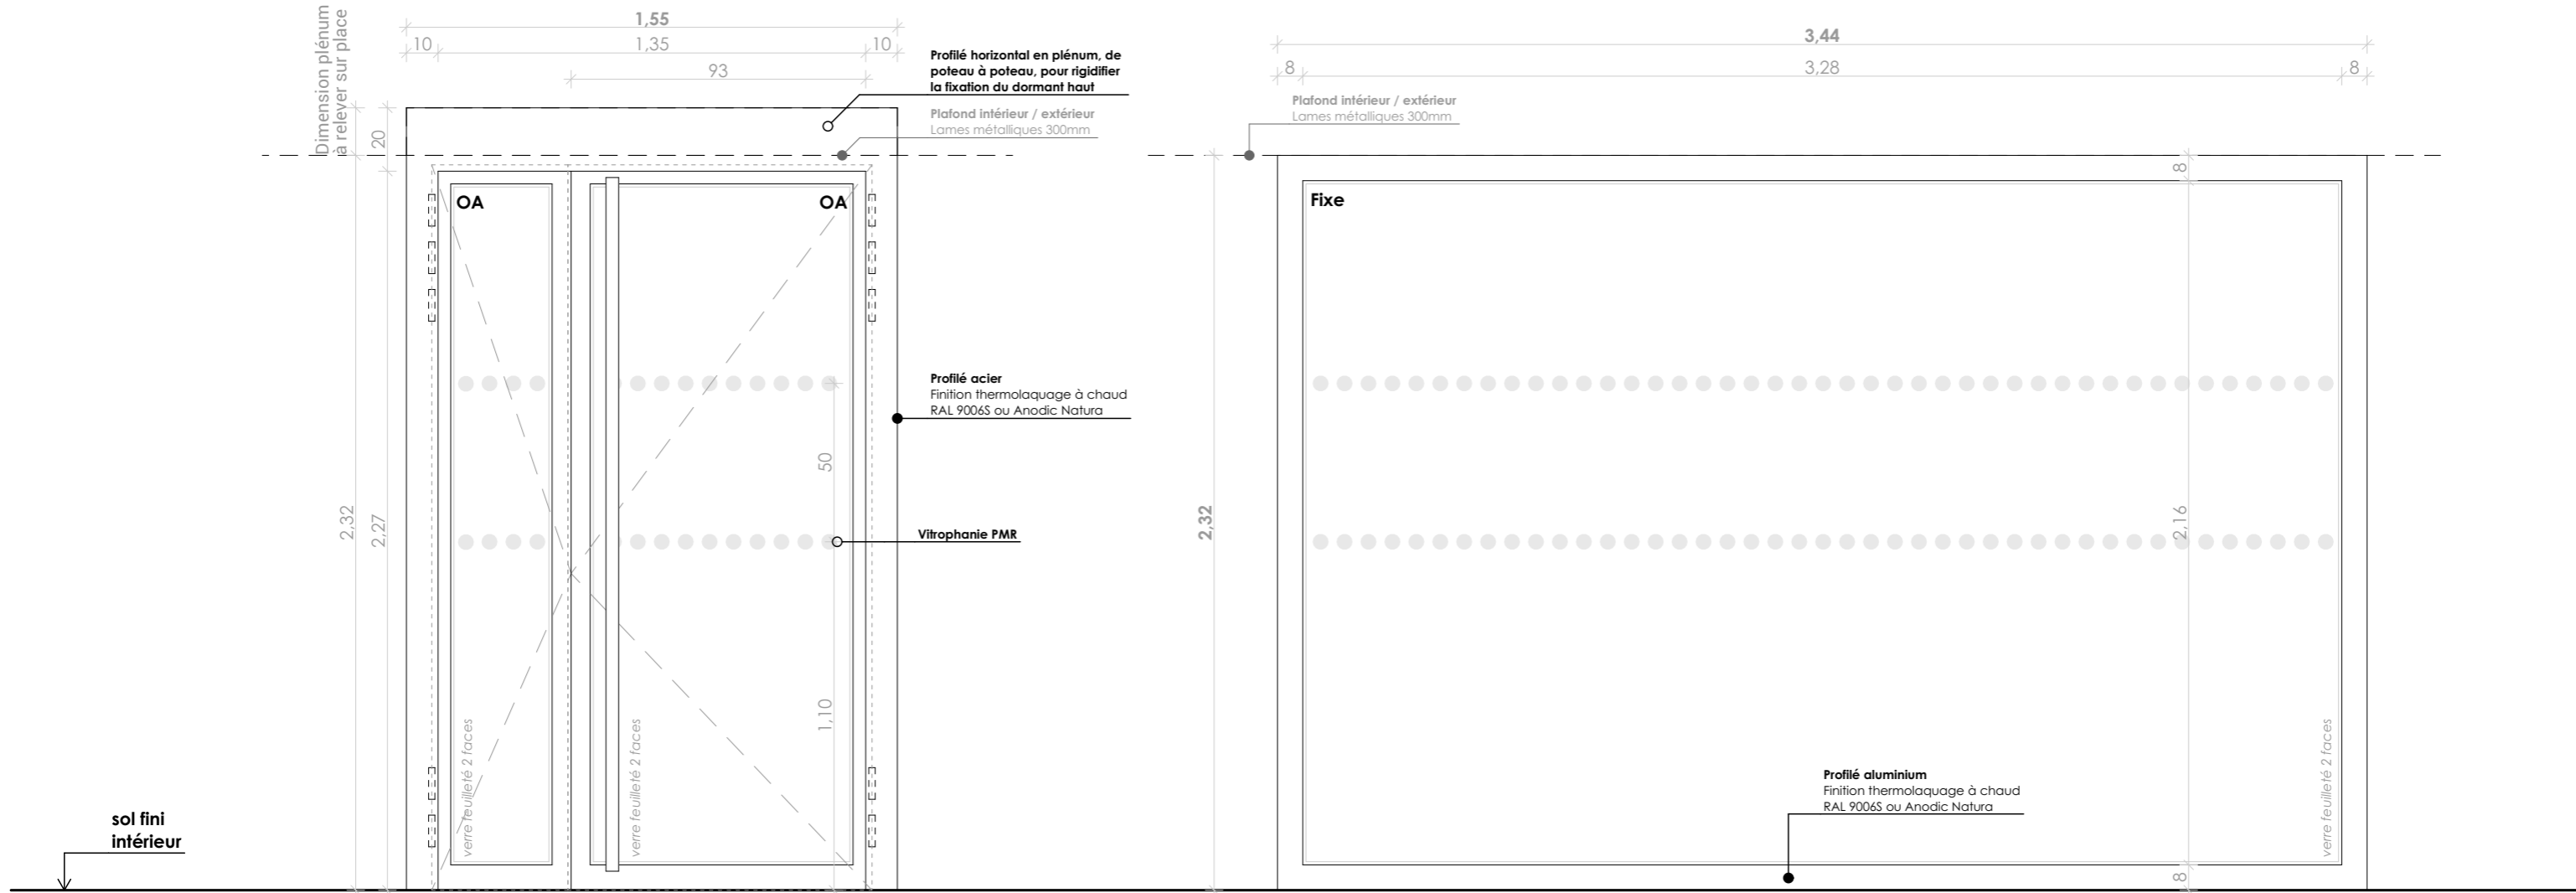 Dimension plénum
à relever sur place
1,55
10
1,35
10
93
20
2,32
2,27
Profilé horizontal en plénum, de
poteau à poteau, pour rigidifier
la fixation du dormant haut
Plafond intérieur / extérieur
Lames métalliques 300mm
OA
OA
Profilé acier
Finition thermolaquage à chaud
RAL 9006S ou Anodic Natura
50
Vitrophanie PMR
1,10
verre feuilleté 2 faces
verre feuilleté 2 faces
sol fini
intérieur
3,44
8
3,28
8
Plafond intérieur / extérieur
Lames métalliques 300mm
8
Fixe
2,32
2,16
Profilé aluminium
Finition thermolaquage à chaud
RAL 9006S ou Anodic Natura
verre feuilleté 2 faces
8